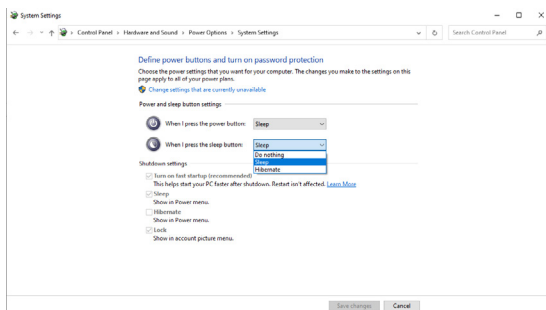 System Settings
Control Panel > Hardware and Sound > Power Options > System Settings
Search Control Panel
Define power buttons and turn on password protection
Choose the power settings that you want for your computer. The changes you make to the settings on this
page apply to all of your power plans.
Change settings that are currently unavailable.
Power and sleep button settings
When I press the power button: Sleep
When I press the sleep button: Sleep
Do nothing
Sleep
Hibernate
Shutdown settings
Turn on fast startup (recommended)
This helps start your PC faster after shutdown. Restart isn't affected. Learn More
Sleep
Show in Power menu.
Hibernate
Show in Power menu.
Lock
Show in account picture menu.
Save changes Cancel